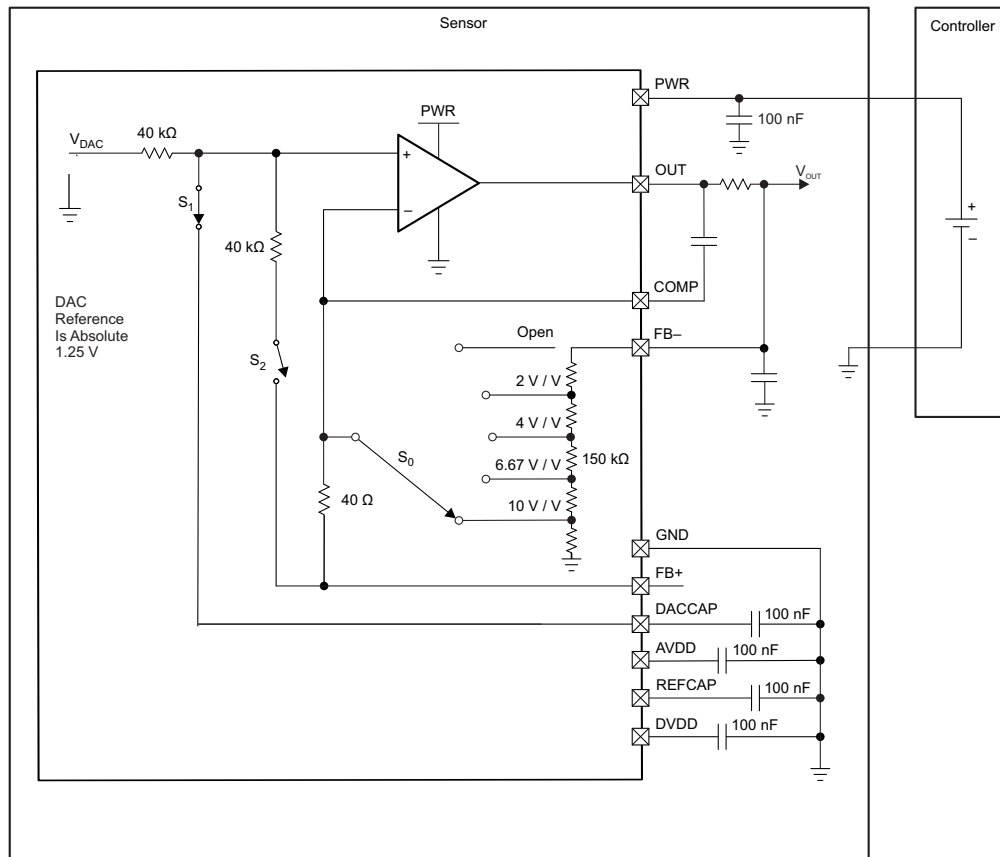 Sensor
Controller
PWR
PWR
100 nF
V_DAC
40 kΩ
+
OUT
V_OUT
S₁
–
+
–
40 kΩ
COMP
DAC
Reference
Is Absolute
1.25 V
Open
FB–
S₂
2 V / V
4 V / V
S₀
6.67 V / V
150 kΩ
40 Ω
10 V / V
GND
FB+
DACCAP
100 nF
AVDD
100 nF
REFCAP
100 nF
DVDD
100 nF